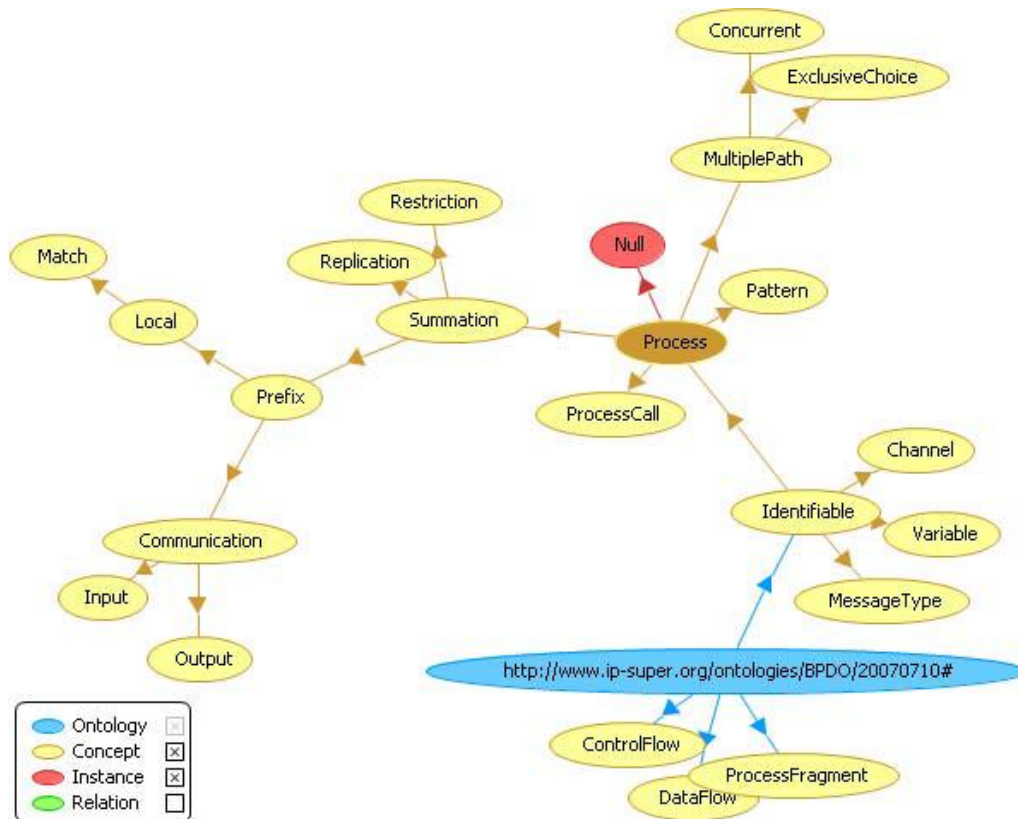 Concurrent
ExclusiveChoice
MultiplePath
Restriction
Null
Match
Replication
Pattern
Local
Summation
Process
Prefix
ProcessCall
Channel
Identifiable
Variable
Communication
Input
MessageType
Output
http://www.ip-super.org/ontologies/BPDO/20070710#
Ontology
Concept
Instance
Relation
ControlFlow
ProcessFragment
DataFlow